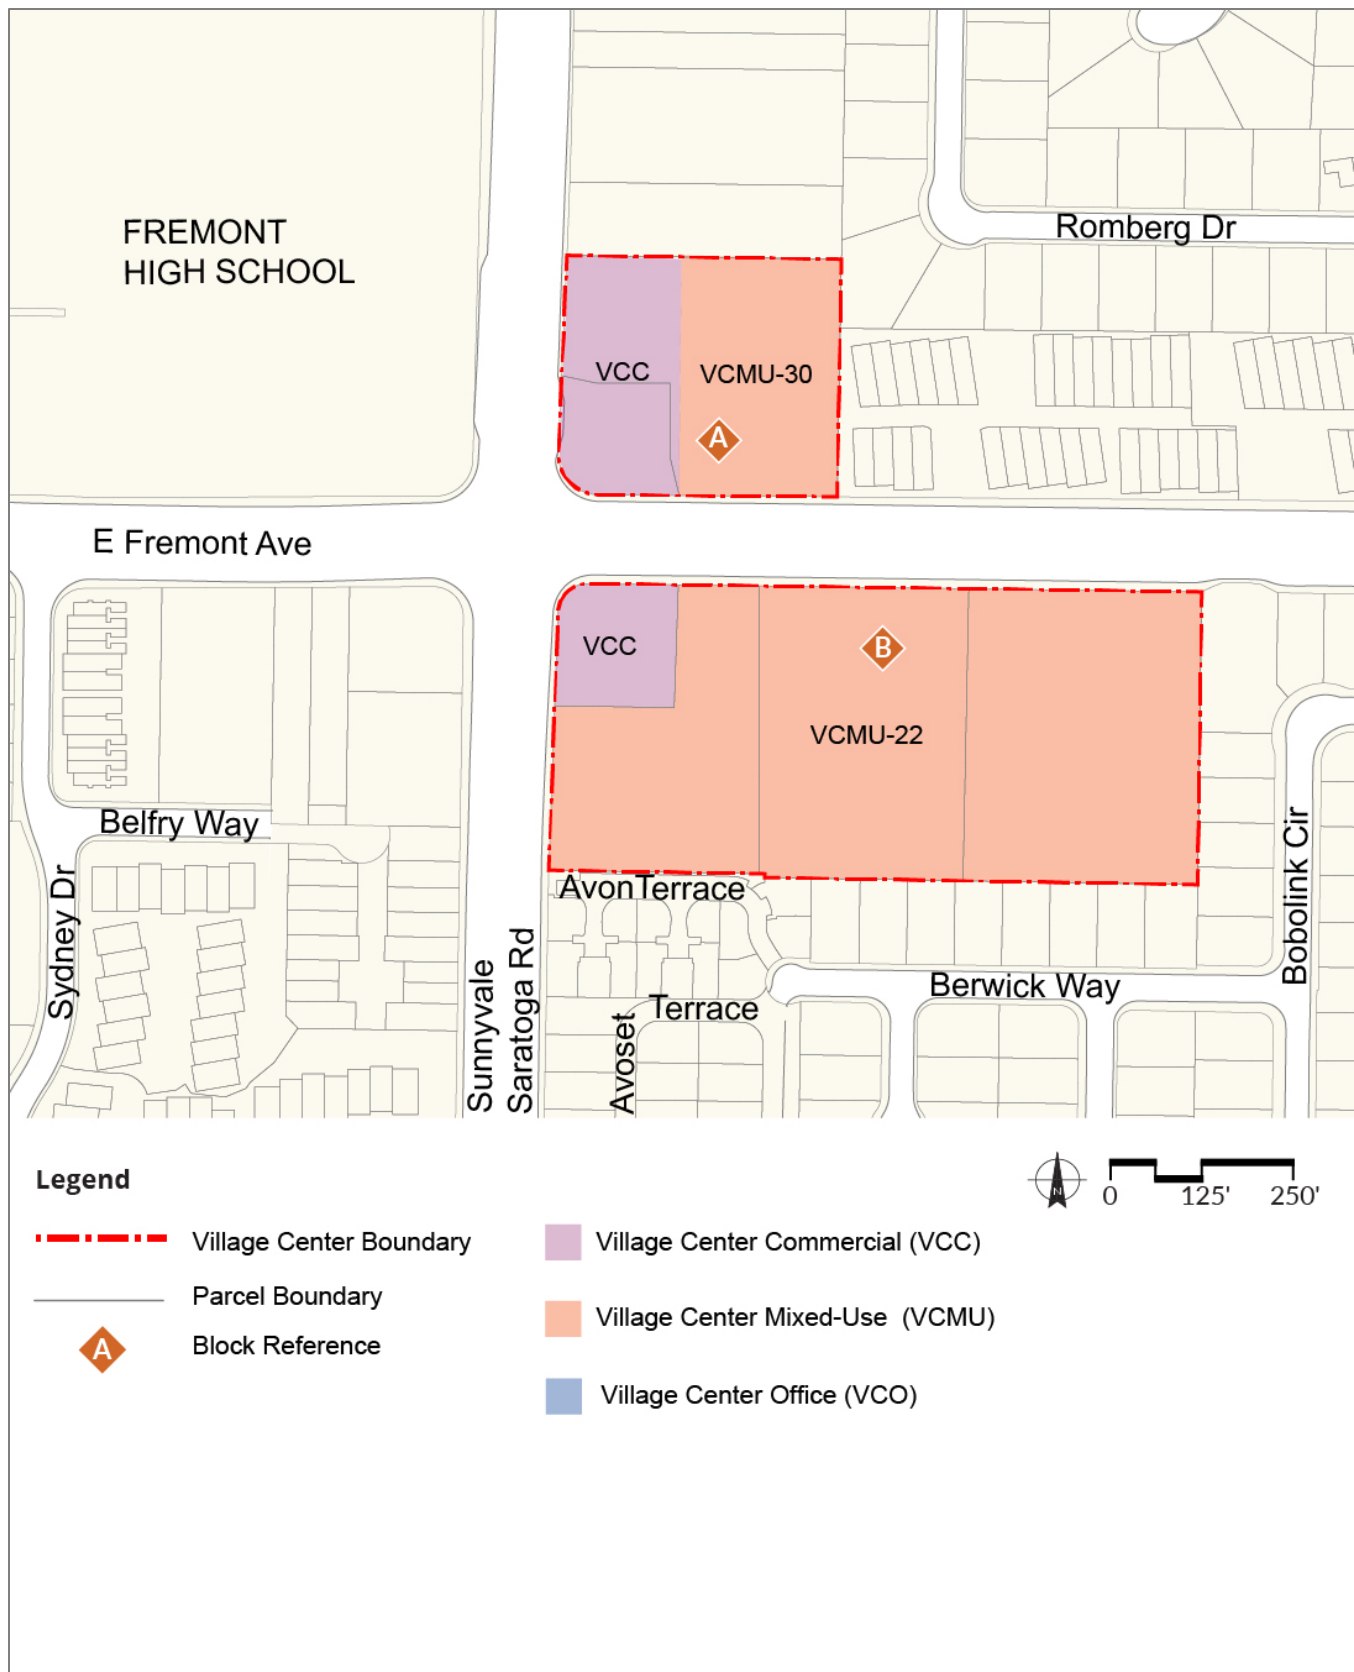 FREMONT
HIGH SCHOOL
Romberg Dr
VCC
VCMU-30
A
E Fremont Ave
VCC
B
VCMU-22
Belfry Way
Sydney Dr
AvonTerrace
Bobolink Cir
Sunnyvale
Saratoga Rd
Berwick Way
Terrace
Avoset
Legend
N
0 125' 250'
Village Center Boundary
Parcel Boundary
A
Block Reference
Village Center Commercial (VCC)
Village Center Mixed-Use (VCMU)
Village Center Office (VCO)